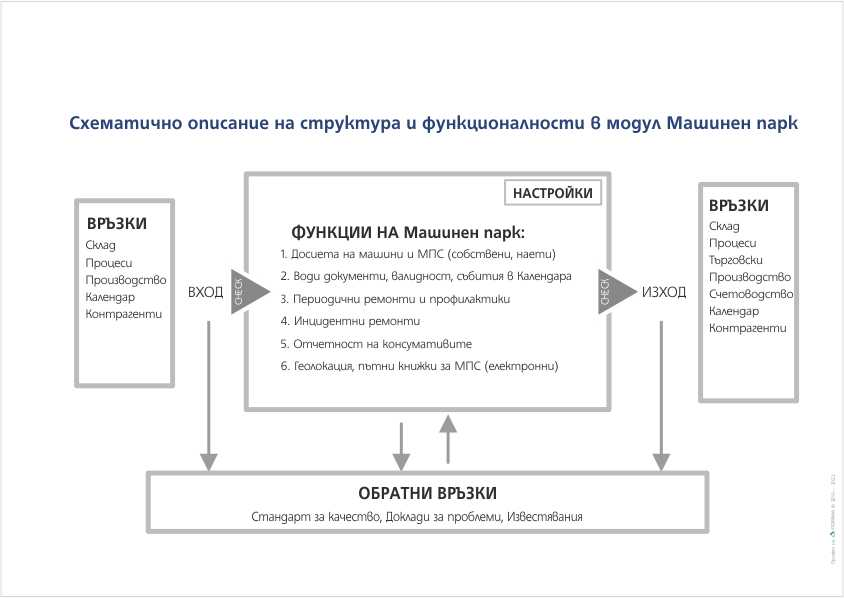 Схематично описание на структура и функционалности в модул Машинен парк
ВРЪЗКИ
Склад
Процеси
Производство
Календар
Контрагенти
ВХОД
CHECK
НАСТРОЙКИ
ФУНКЦИИ НА Машинен парк:
1. Досиета на машини и МПС (собствени, наети)
2. Води документи, валидност, събития в Календара
3. Периодични ремонти и профилактики
4. Инцидентни ремонти
5. Отчетност на консумативите
6. Геолокация, пътни книжки за МПС (електронни)
CHECK
ИЗХОД
ВРЪЗКИ
Склад
Процеси
Търговски
Производство
Счетоводство
Календар
Контрагенти
ОБРАТНИ ВРЪЗКИ
Стандарт за качество, Доклади за проблеми, Известявания